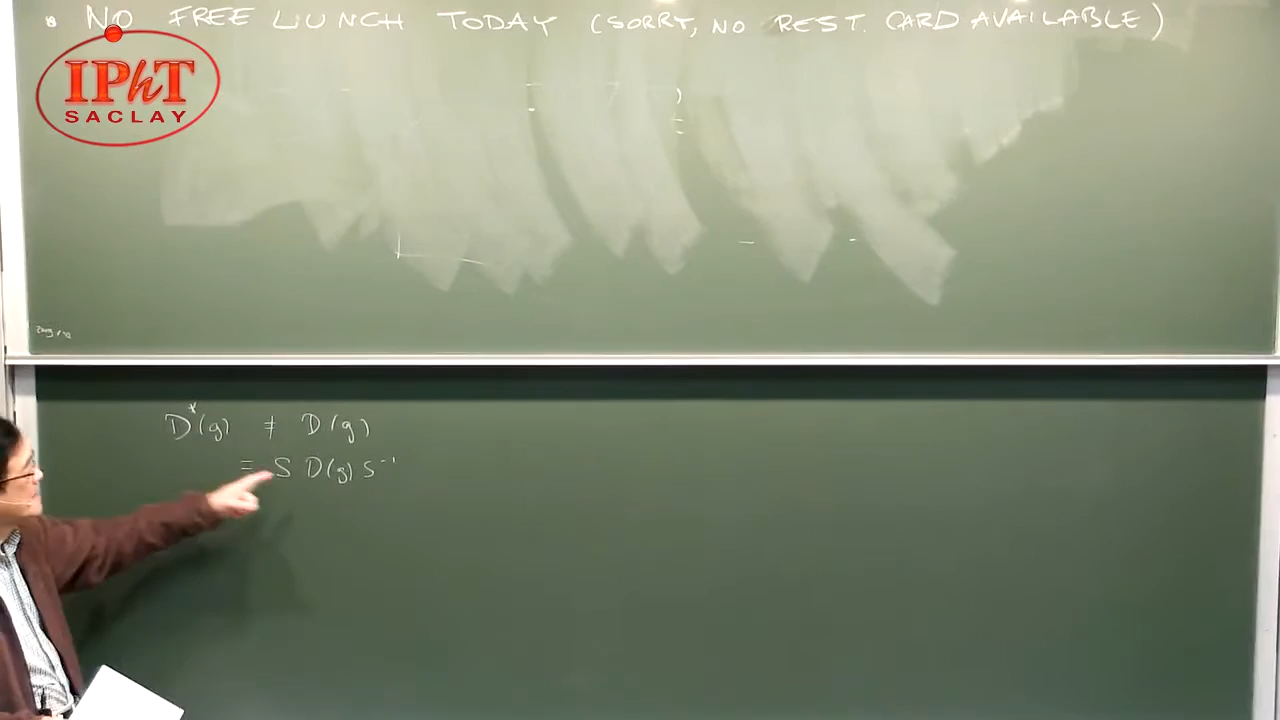 • NO FREE LUNCH TODAY (SORRY, NO REST. CARD AVAILABLE)
IPhT
SACLAY
D*(g) ≠ D(g)
= S D(g) S⁻¹